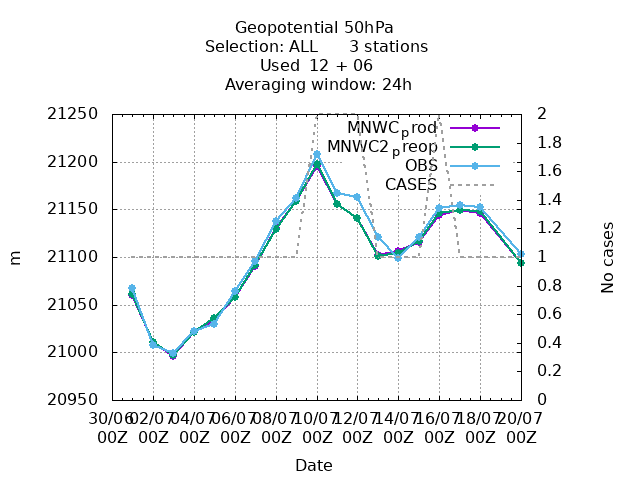 Geopotential 50hPa
Selection: ALL 3 stations
Used 12 + 06
Averaging window: 24h
21250
21200
21150
21100
21050
21000
20950
m
2
1.8
1.6
1.4
1.2
1
0.8
0.6
0.4
0.2
0
No cases
MNWC_prod
MNWC2_preop
OBS
CASES
30/06 02/07 04/07 06/07 08/07 10/07 12/07 14/07 16/07 18/07 20/07
00Z 00Z 00Z 00Z 00Z 00Z 00Z 00Z 00Z 00Z 00Z
Date